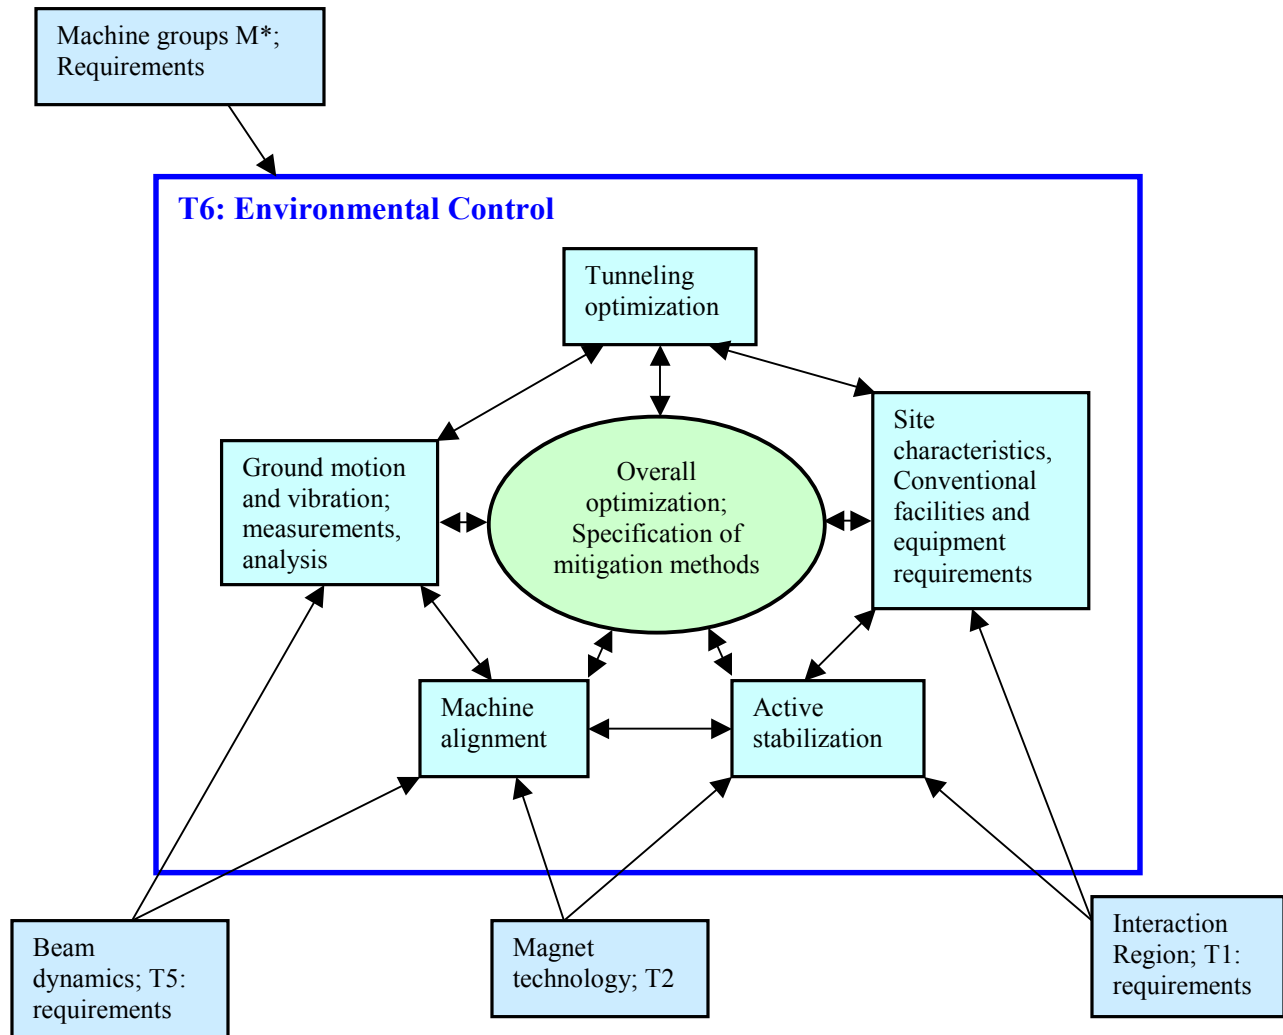 Machine groups M*;
Requirements
T6: Environmental Control
Tunneling
optimization
Ground motion
and vibration;
measurements,
analysis
Overall
optimization;
Specification of
mitigation methods
Site
characteristics,
Conventional
facilities and
equipment
requirements
Machine
alignment
Active
stabilization
Beam
dynamics; T5:
requirements
Magnet
technology; T2
Interaction
Region; T1:
requirements